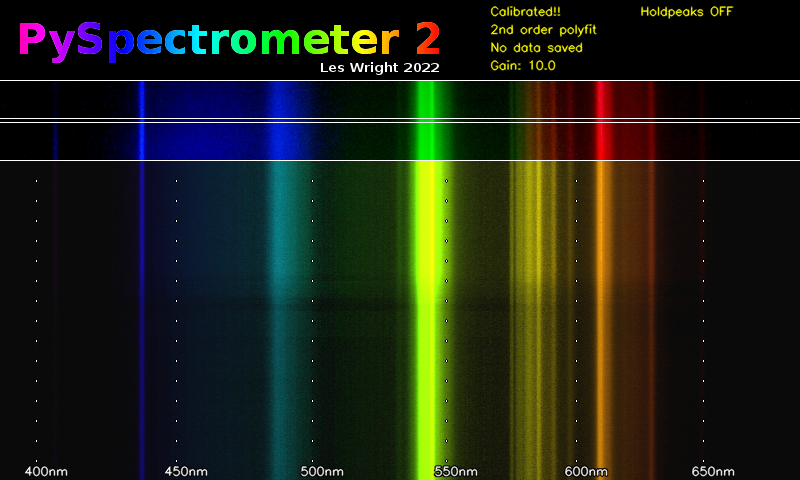 PySpectrometer 2
Les Wright 2022
Calibrated!! Holdpeaks OFF
2nd order polyfit
No data saved
Gain: 10.0
400nm 450nm 500nm 550nm 600nm 650nm